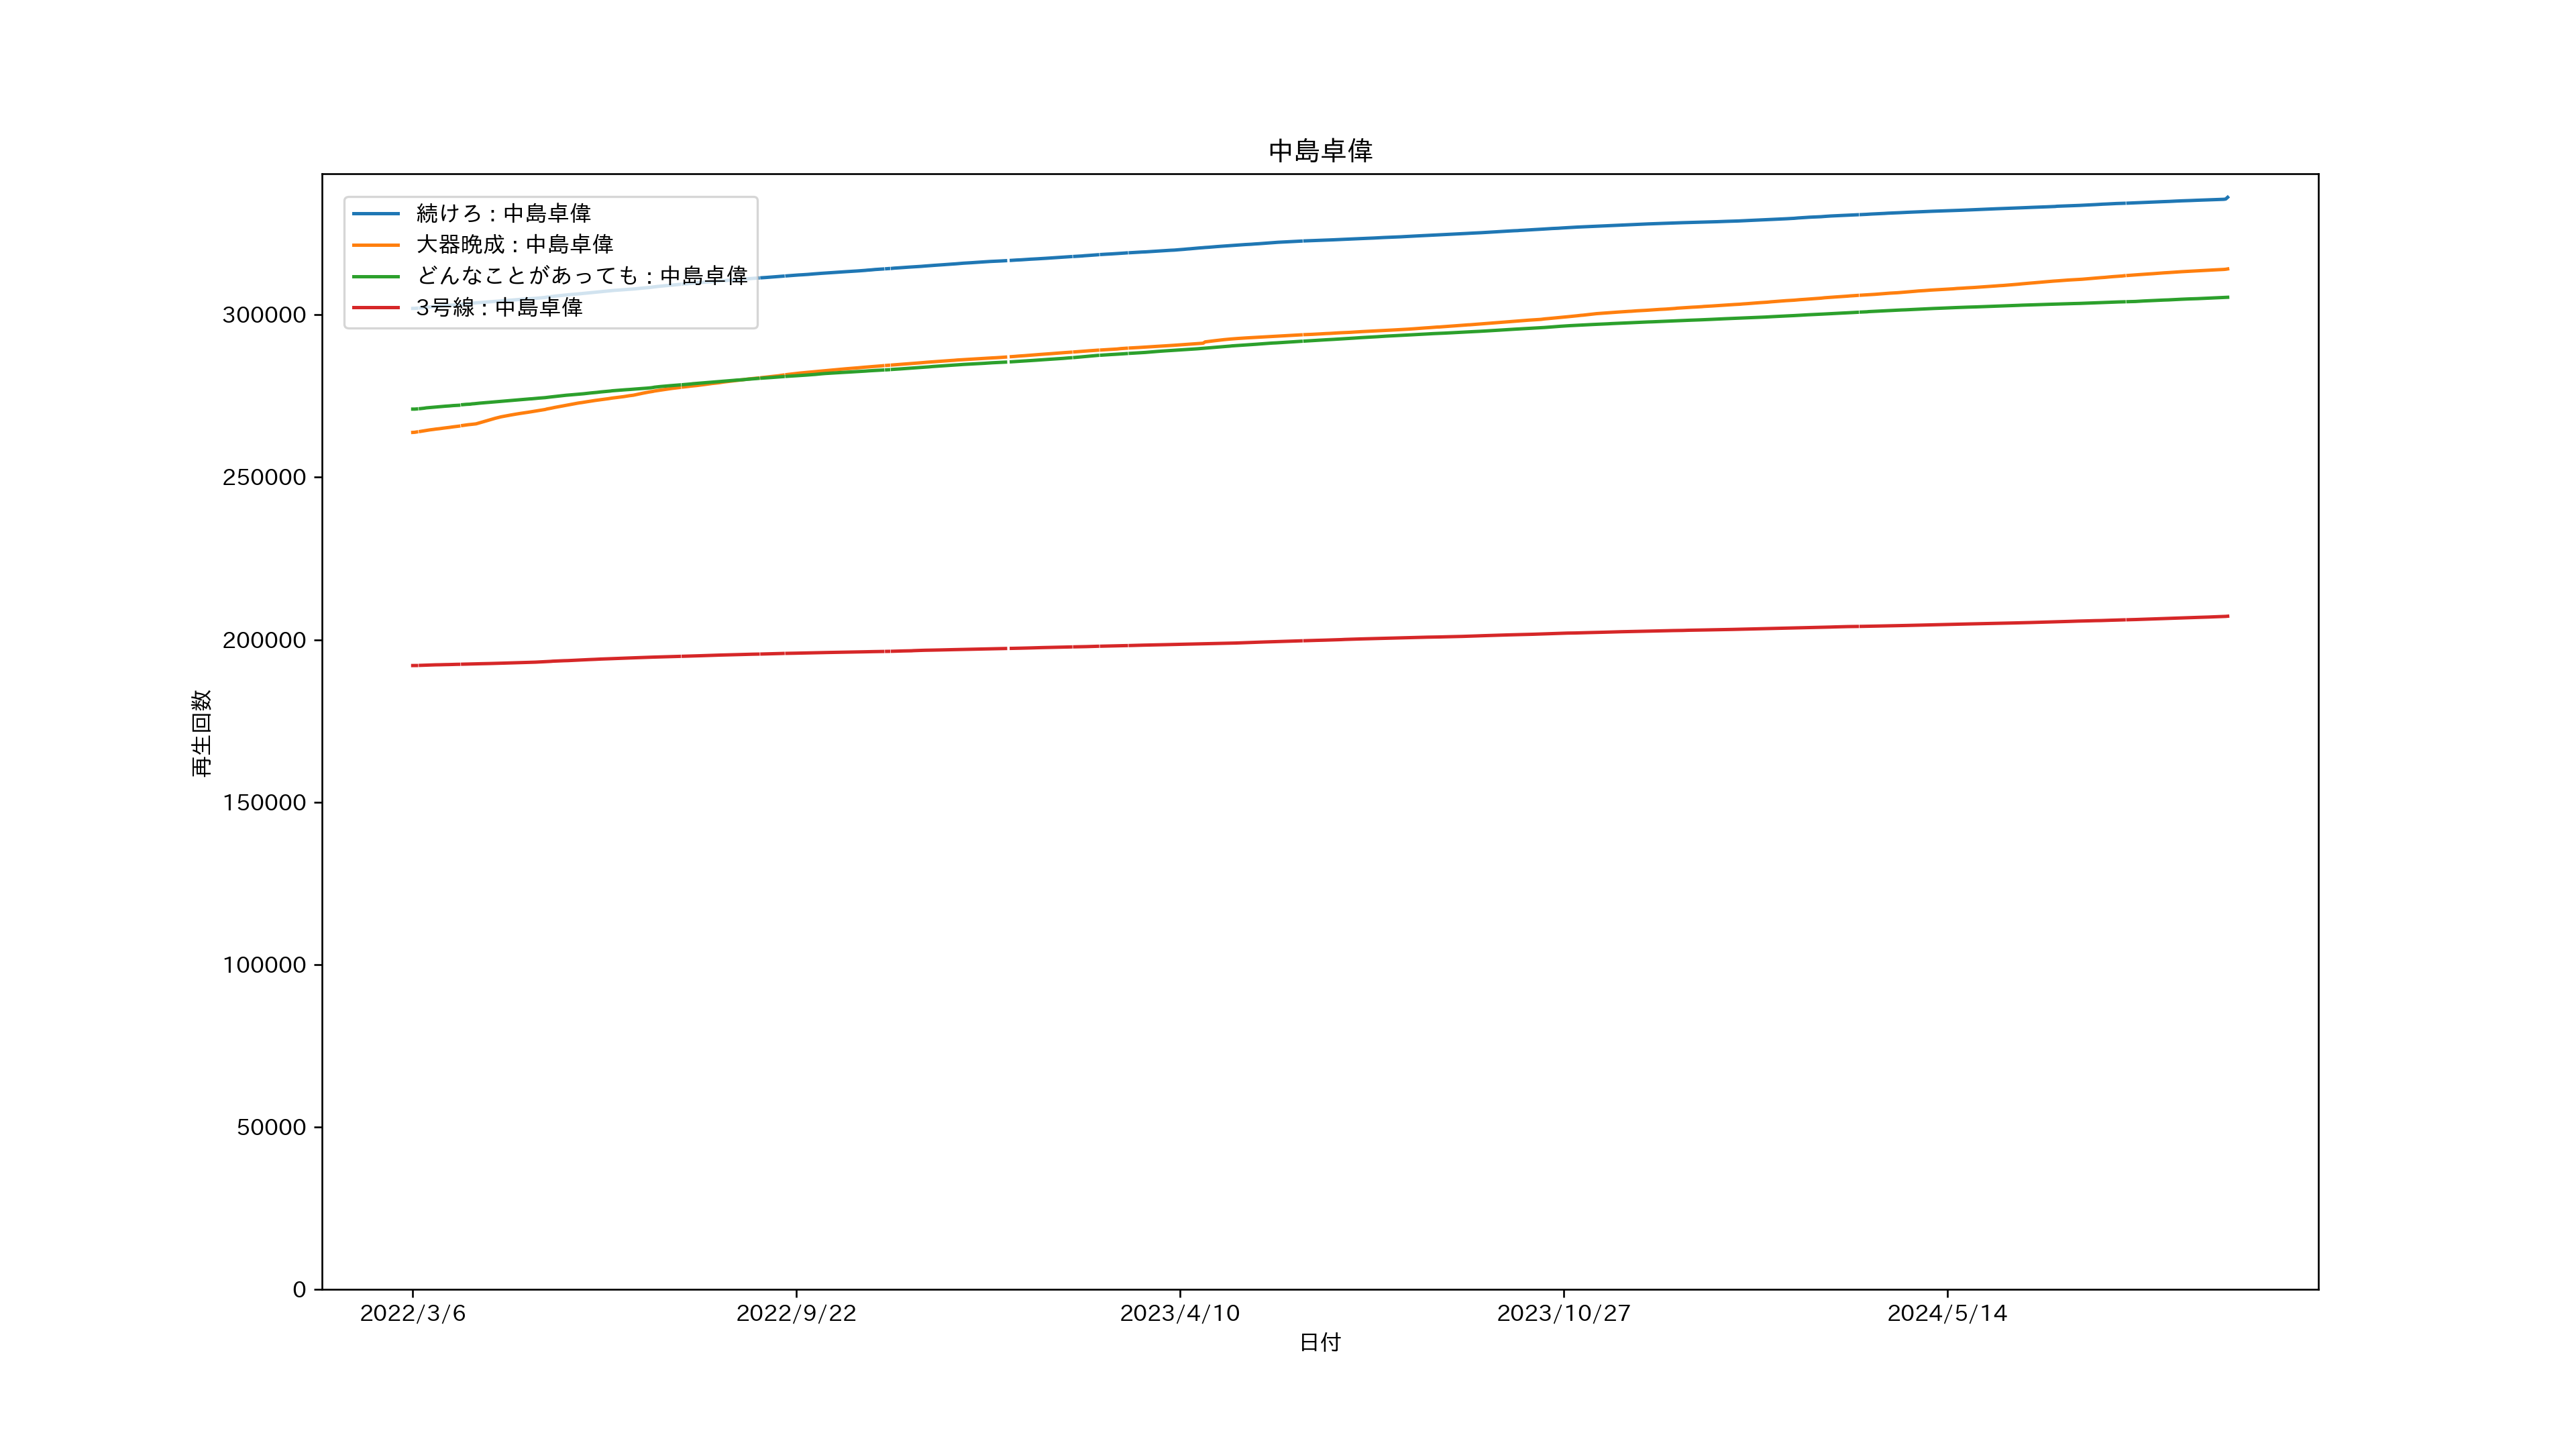 中島卓偉
続けろ : 中島卓偉
大器晩成 : 中島卓偉
どんなことがあっても : 中島卓偉
3号線 : 中島卓偉
300000
250000
200000
150000
100000
50000
0
再生回数
2022/3/6 2022/9/22 2023/4/10 2023/10/27 2024/5/14
日付